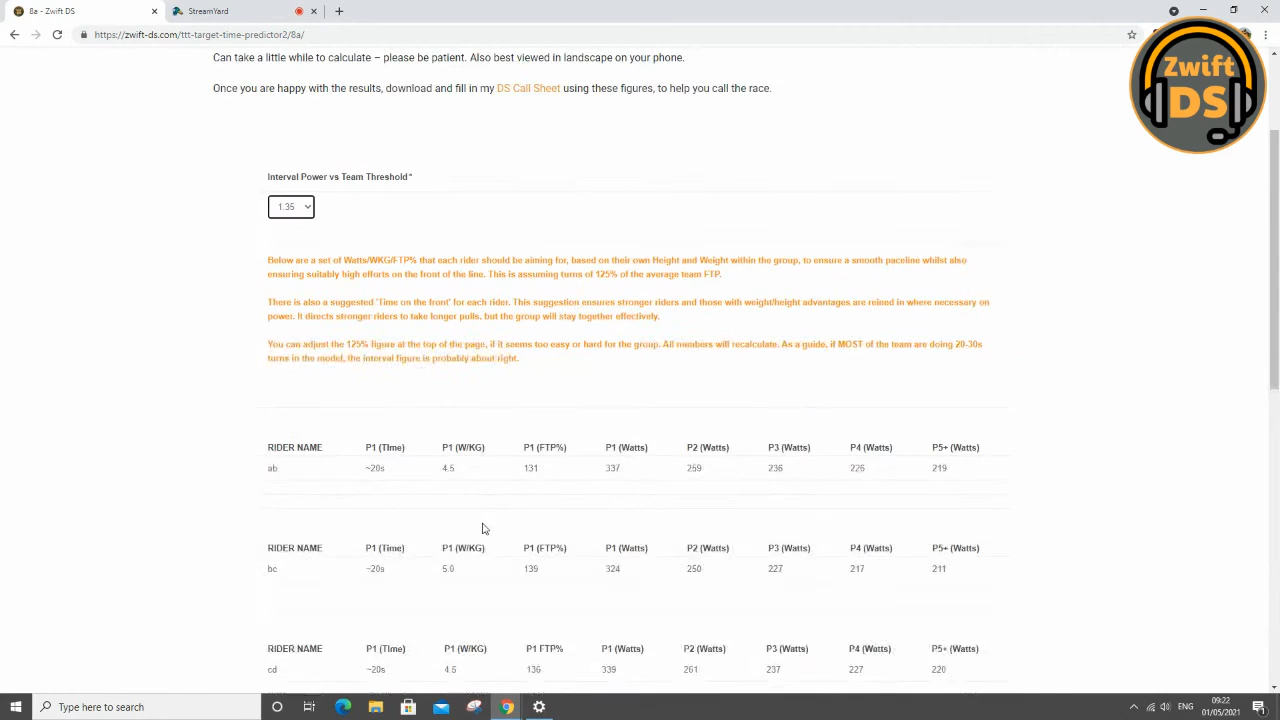 8a - ZwiftDS
StreamYard
https://zwift-ds.com/ttt-target-time-predictor2/8a/
Zwift
DS
Can take a little while to calculate – please be patient. Also best viewed in landscape on your phone.
Once you are happy with the results, download and fill in my DS Call Sheet using these figures, to help you call the race.
Interval Power vs Team Threshold*
1.35
Below are a set of Watts/WKG/FTP% that each rider should be aiming for, based on their own Height and Weight within the group, to ensure a smooth paceline whilst also
ensuring suitably high efforts on the front of the line. This is assuming turns of 125% of the average team FTP.
There is also a suggested 'Time on the front' for each rider. This suggestion ensures stronger riders and those with weight/height advantages are reined in where necessary on
power. It directs stronger riders to take longer pulls, but the group will stay together effectively.
You can adjust the 125% figure at the top of the page, if it seems too easy or hard for the group. All members will recalculate. As a guide, if MOST of the team are doing 20-30s
turns in the model, the interval figure is probably about right.
RIDER NAME P1 (TIme) P1 (W/KG) P1 (FTP%) P1 (Watts) P2 (Watts) P3 (Watts) P4 (Watts) P5+ (Watts)
ab ~20s 4.5 131 337 259 236 226 219
RIDER NAME P1 (Time) P1 (W/KG) P1 (FTP%) P1 (Watts) P2 (Watts) P3 (Watts) P4 (Watts) P5+ (Watts)
bc ~20s 5.0 139 324 250 227 217 211
RIDER NAME P1 (Time) P1 (W/KG) P1 FTP% P1 (Watts) P2 (Watts) P3 (Watts) P4 (Watts) P5+ (Watts)
cd ~20s 4.5 136 339 261 237 227 220
Type here to search
09:22
01/05/2021